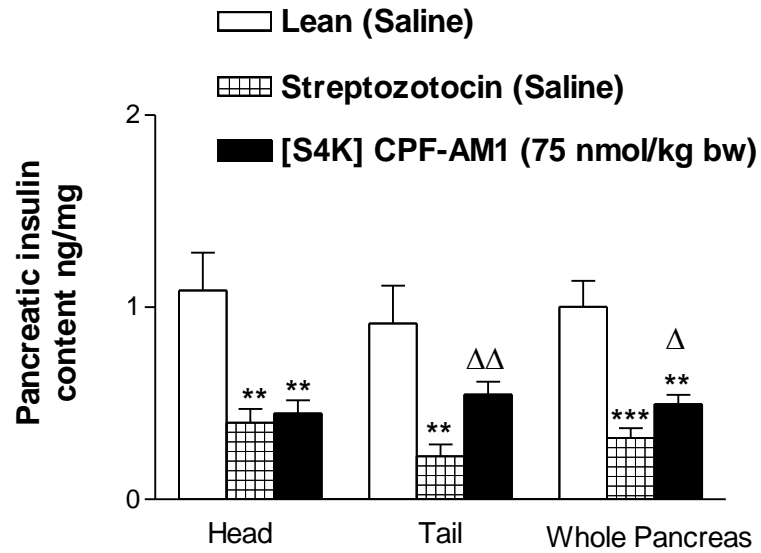 Lean (Saline)
Streptozotocin (Saline)
[S4K] CPF-AM1 (75 nmol/kg bw)
Pancreatic insulin
content ng/mg
2
1
0
** **
** ΔΔ
*** ** Δ
Head Tail Whole Pancreas